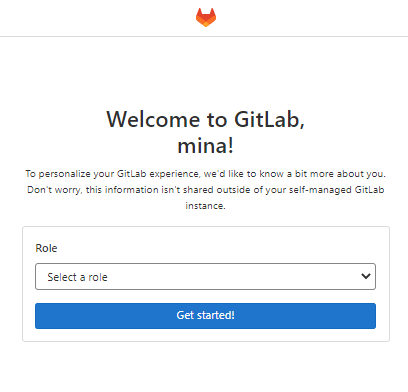 Welcome to GitLab,
mina!
To personalize your GitLab experience, we'd like to know a bit more about you.
Don't worry, this information isn't shared outside of your self-managed GitLab
instance.
Role
Select a role
Get started!